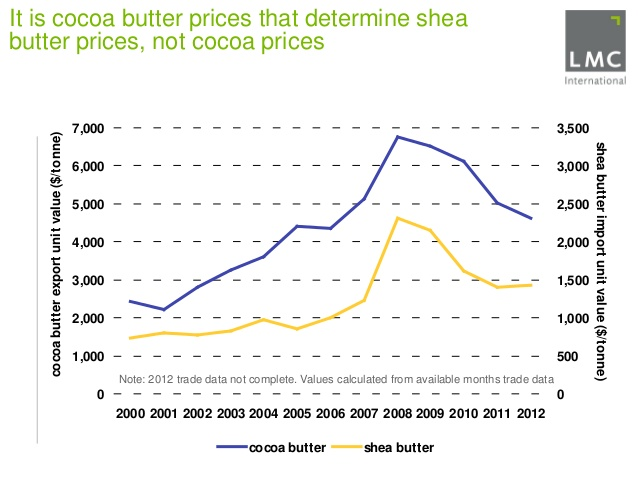 It is cocoa butter prices that determine shea
butter prices, not cocoa prices
LMC
International
cocoa butter export unit value ($/tonne)
7,000
6,000
5,000
4,000
3,000
2,000
1,000
0
3,500
3,000
2,500
2,000
1,500
1,000
500
0
shea butter import unit value ($/tonne)
Note: 2012 trade data not complete. Values calculated from available months trade data
2000 2001 2002 2003 2004 2005 2006 2007 2008 2009 2010 2011 2012
cocoa butter shea butter